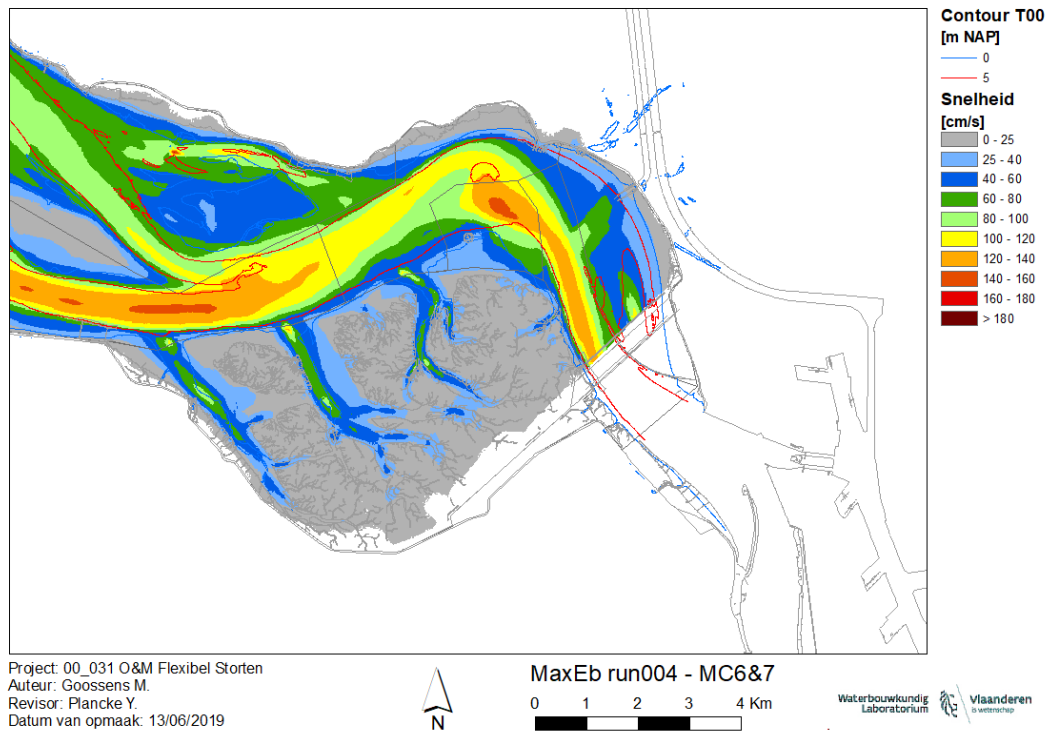 Contour T00
[m NAP]
0
5
Snelheid
[cm/s]
0 - 25
25 - 40
40 - 60
60 - 80
80 - 100
100 - 120
120 - 140
140 - 160
160 - 180
> 180
Project: 00_031 O&M Flexibel Storten
Auteur: Goossens M.
Revisor: Plancke Y.
Datum van opmaak: 13/06/2019
N
MaxEb run004 - MC6&7
0 1 2 3 4 Km
Waterbouwkundig
Laboratorium
Vlaanderen
is wetenschap